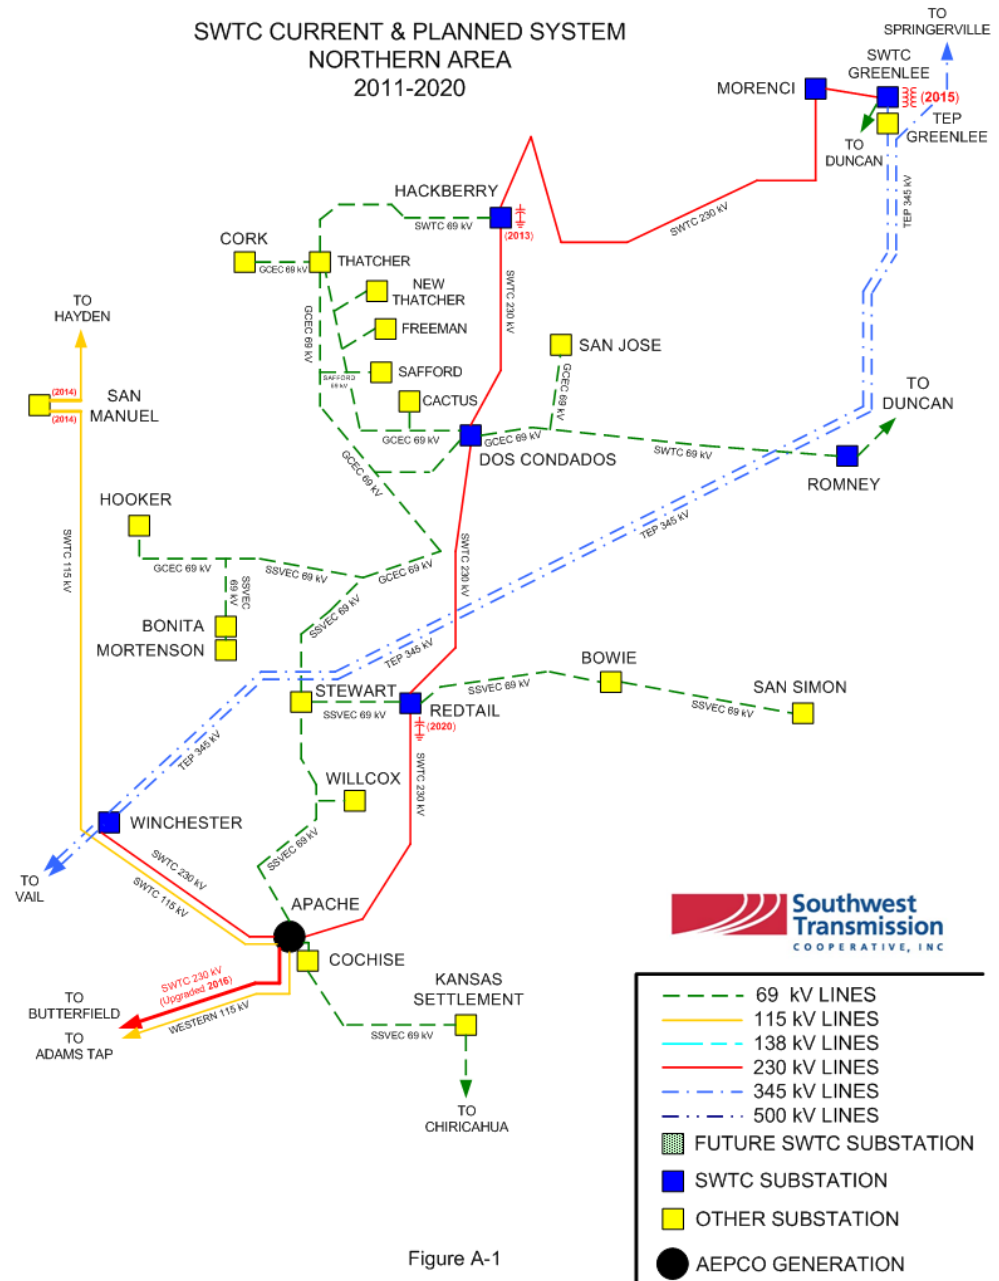 SWTC CURRENT & PLANNED SYSTEM
NORTHERN AREA
2011-2020
TO
SPRINGERVILLE
SWTC
GREENLEE
(2015)
MORENCI
TEP
GREENLEE
TO
DUNCAN
TEP 345 kV
HACKBERRY
SWTC 69 kV
(2013)
SWTC 230 kV
CORK
GCEC 69 kV
THATCHER
NEW
THATCHER
FREEMAN
SWTC 230 kV
GCEC 69 kV
SAFFORD
SAFFORD
69 kV
SAN JOSE
GCEC 69 kV
CACTUS
GCEC 69 kV
GCEC 69 kV
DOS CONDADOS
SWTC 69 kV
TO
DUNCAN
ROMNEY
TO
HAYDEN
(2014)
(2014)
SAN
MANUEL
GCEC 69 kV
HOOKER
SWTC 115 kV
GCEC 69 kV
SSVEC 69 kV
GCEC 69 kV
SSVEC
69 kV
SWTC 230 kV
TEP 345 kV
SSVEC 69 kV
BONITA
MORTENSON
TEP 345 kV
BOWIE
STEWART
SSVEC 69 kV
REDTAIL
(2020)
SSVEC 69 kV
SSVEC 69 kV
SAN SIMON
TEP 345 kV
SWTC 230 kV
WILLCOX
WINCHESTER
SSVEC 69 kV
TO
VAIL
SWTC 230 kV
SWTC 115 kV
APACHE
COCHISE
Southwest
Transmission
COOPERATIVE, INC
SWTC 230 kV
(Upgraded 2016)
WESTERN 115 kV
TO
BUTTERFIELD
TO
ADAMS TAP
KANSAS
SETTLEMENT
SSVEC 69 kV
TO
CHIRICAHUA
69 kV LINES
115 kV LINES
138 kV LINES
230 kV LINES
345 kV LINES
500 kV LINES
FUTURE SWTC SUBSTATION
SWTC SUBSTATION
OTHER SUBSTATION
AEPCO GENERATION
Figure A-1